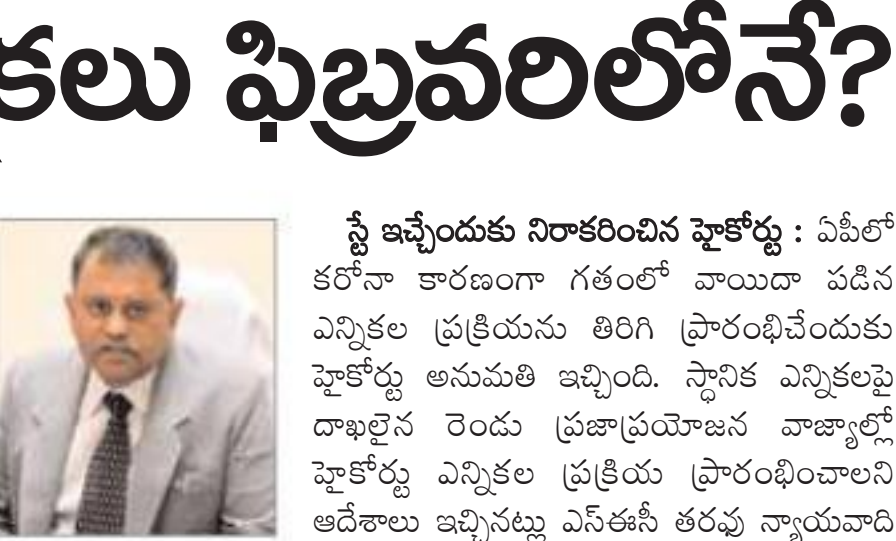 కలు ఫిబ్రవరిలోనే?
స్టే ఇచ్చేందుకు నిరాకరించిన హైకోర్టు : ఏపీలో
కరోనా కారణంగా గతంలో వాయిదా పడిన
ఎన్నికల ప్రక్రియను తిరిగి ప్రారంభించేందుకు
హైకోర్టు అనుమతి ఇచ్చింది. స్థానిక ఎన్నికలపై
దాఖలైన రెండు ప్రజాప్రయోజన వాజ్యాల్లో
హైకోర్టు ఎన్నికల ప్రక్రియ ప్రారంభించాలని
ఆదేశాలు ఇచ్చినట్లు ఎస్ఈసీ తరఫు న్యాయవాది